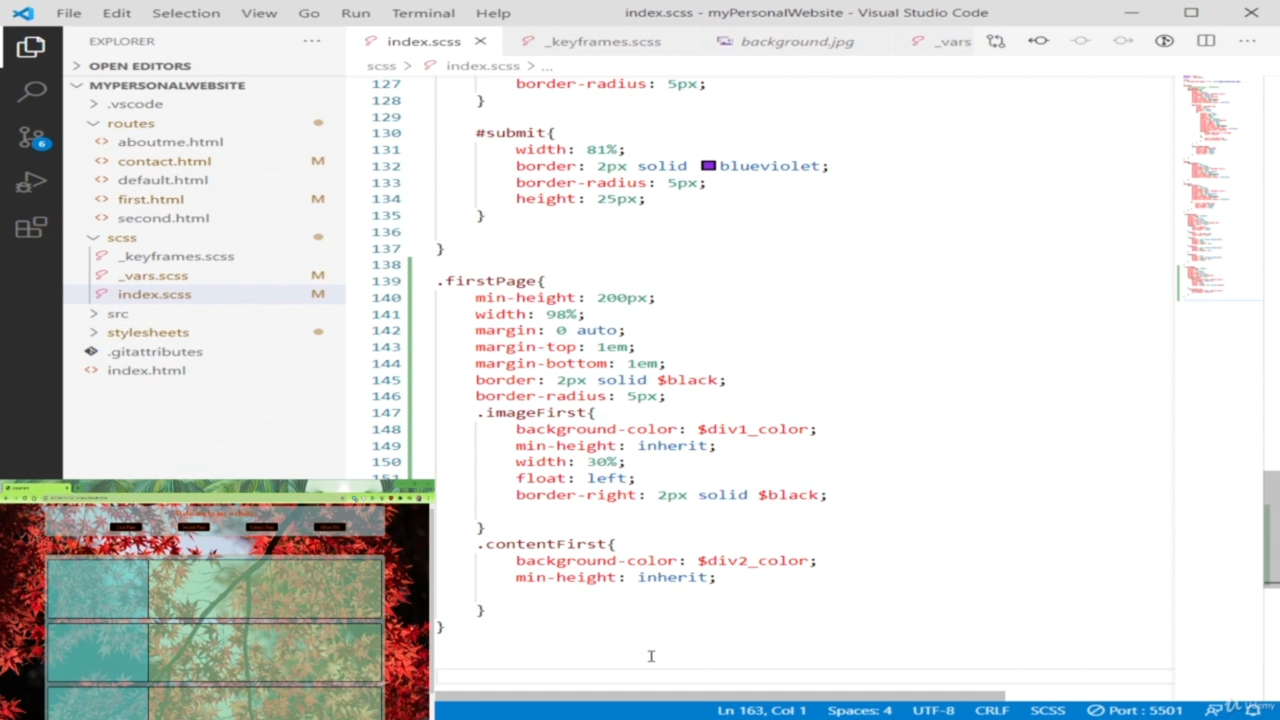 File Edit Selection View Go Run Terminal Help index.scss - myPersonalWebsite - Visual Studio Code
EXPLORER ···
index.scss _keyframes.scss background.jpg _vars ···
OPEN EDITORS
scss > index.scss > ...
MYPERSONALWEBSITE
.vscode
routes
aboutme.html
contact.html M
default.html
first.html M
second.html
scss
_keyframes.scss
_vars.scss M
index.scss M
src
stylesheets
.gitattributes
index.html
6
127 border-radius: 5px;
128 }
129
130 #submit{
131 width: 81%;
132 border: 2px solid blueviolet;
133 border-radius: 5px;
134 height: 25px;
135 }
136
137 }
138
139 .firstPage{
140 min-height: 200px;
141 width: 98%;
142 margin: 0 auto;
143 margin-top: 1em;
144 margin-bottom: 1em;
145 border: 2px solid $black;
146 border-radius: 5px;
147 .imageFirst{
148 background-color: $div1_color;
149 min-height: inherit;
150 width: 30%;
151 float: left;
border-right: 2px solid $black;
}
.contentFirst{
background-color: $div2_color;
min-height: inherit;
}
}
Ln 163, Col 1 Spaces: 4 UTF-8 CRLF SCSS Port : 5501
Udemy